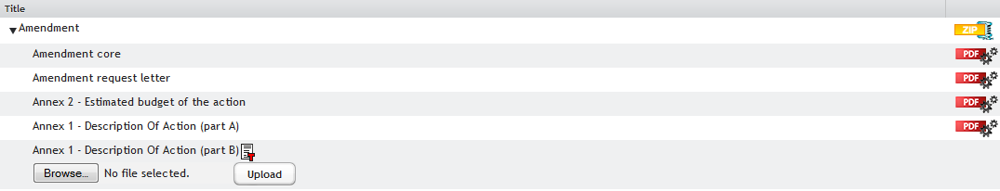 Title
Amendment ZIP
Amendment core PDF
Amendment request letter PDF
Annex 2 - Estimated budget of the action PDF
Annex 1 - Description Of Action (part A) PDF
Annex 1 - Description Of Action (part B)
Browse... No file selected. Upload